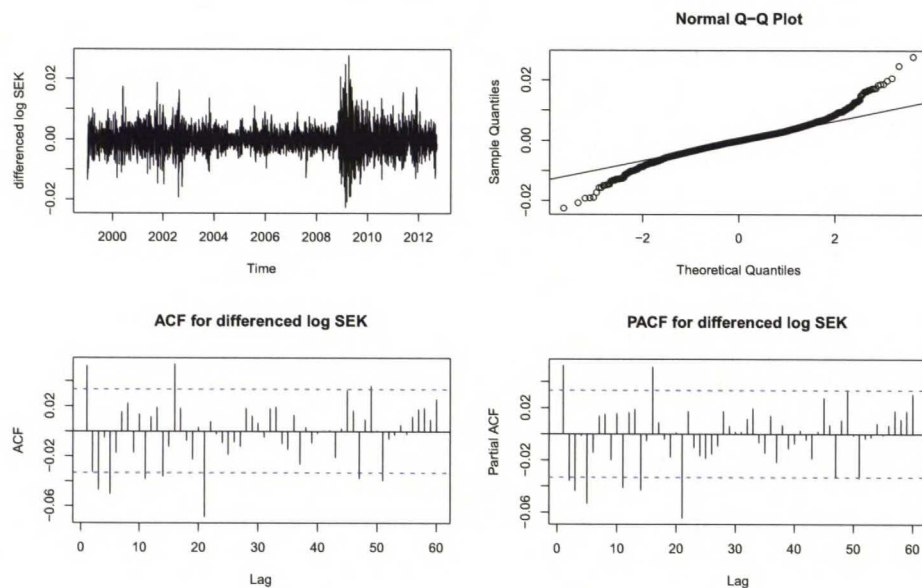 differenced log SEK
0.02
0.00
−0.02
2000 2002 2004 2006 2008 2010 2012
Time
Normal Q−Q Plot
Sample Quantiles
0.02
0.00
−0.02
−2 0 2
Theoretical Quantiles
ACF for differenced log SEK
ACF
0.02
−0.02
−0.06
0 10 20 30 40 50 60
Lag
PACF for differenced log SEK
Partial ACF
0.02
−0.02
−0.06
0 10 20 30 40 50 60
Lag